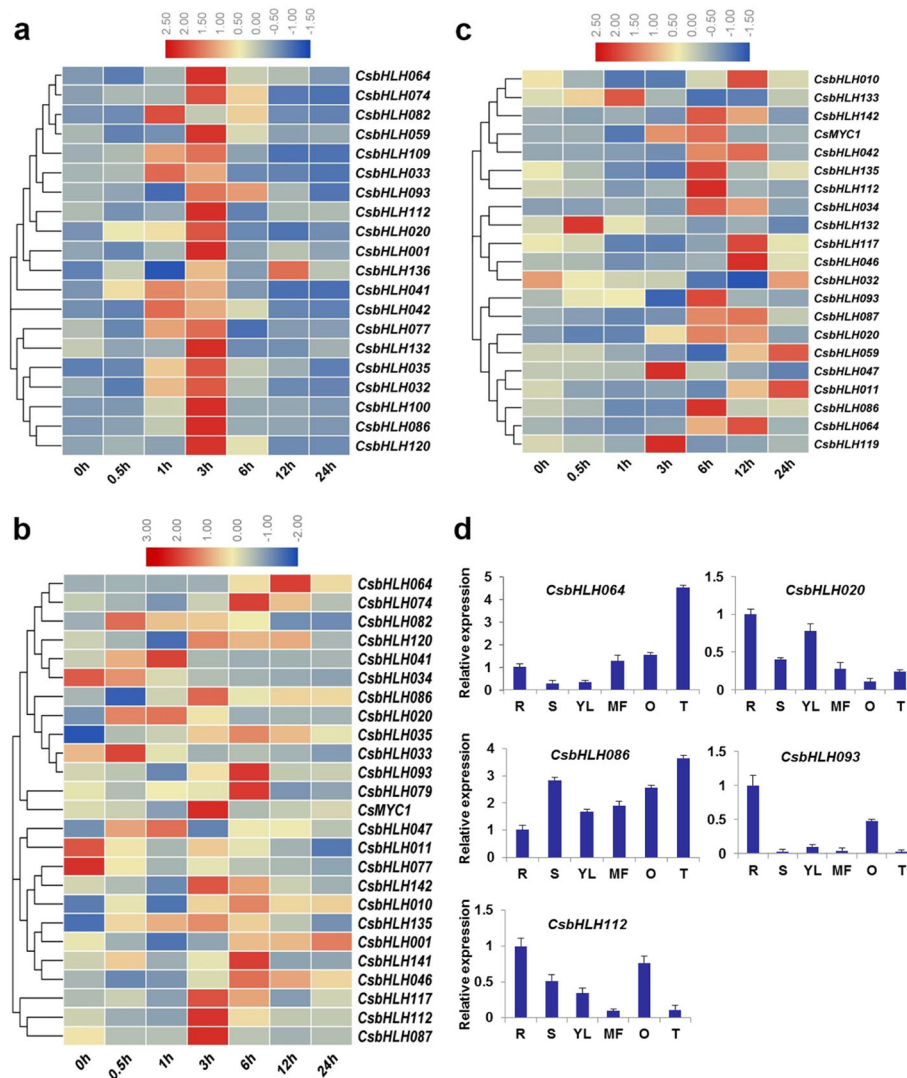 a
2.50
2.00
1.50
1.00
0.50
0.00
-0.50
-1.00
-1.50
CsbHLH064
CsbHLH074
CsbHLH082
CsbHLH059
CsbHLH109
CsbHLH033
CsbHLH093
CsbHLH112
CsbHLH020
CsbHLH001
CsbHLH136
CsbHLH041
CsbHLH042
CsbHLH077
CsbHLH132
CsbHLH035
CsbHLH032
CsbHLH100
CsbHLH086
CsbHLH120
0h 0.5h 1h 3h 6h 12h 24h
c
2.50
2.00
1.50
1.00
0.50
0.00
-0.50
-1.00
-1.50
CsbHLH010
CsbHLH133
CsbHLH142
CsMYC1
CsbHLH042
CsbHLH135
CsbHLH112
CsbHLH034
CsbHLH132
CsbHLH117
CsbHLH046
CsbHLH032
CsbHLH093
CsbHLH087
CsbHLH020
CsbHLH059
CsbHLH047
CsbHLH011
CsbHLH086
CsbHLH064
CsbHLH119
0h 0.5h 1h 3h 6h 12h 24h
b
3.00
2.00
1.00
0.00
-1.00
-2.00
CsbHLH064
CsbHLH074
CsbHLH082
CsbHLH120
CsbHLH041
CsbHLH034
CsbHLH086
CsbHLH020
CsbHLH035
CsbHLH033
CsbHLH093
CsbHLH079
CsMYC1
CsbHLH047
CsbHLH011
CsbHLH077
CsbHLH142
CsbHLH010
CsbHLH135
CsbHLH001
CsbHLH141
CsbHLH046
CsbHLH117
CsbHLH112
CsbHLH087
0h 0.5h 1h 3h 6h 12h 24h
d
CsbHLH064
Relative expression
5
4
3
2
1
0
R S YL MF O T
CsbHLH020
1.5
1
0.5
0
R S YL MF O T
CsbHLH086
Relative expression
4
3
2
1
0
R S YL MF O T
CsbHLH093
1.5
1
0.5
0
R S YL MF O T
CsbHLH112
Relative expression
1.5
1
0.5
0
R S YL MF O T